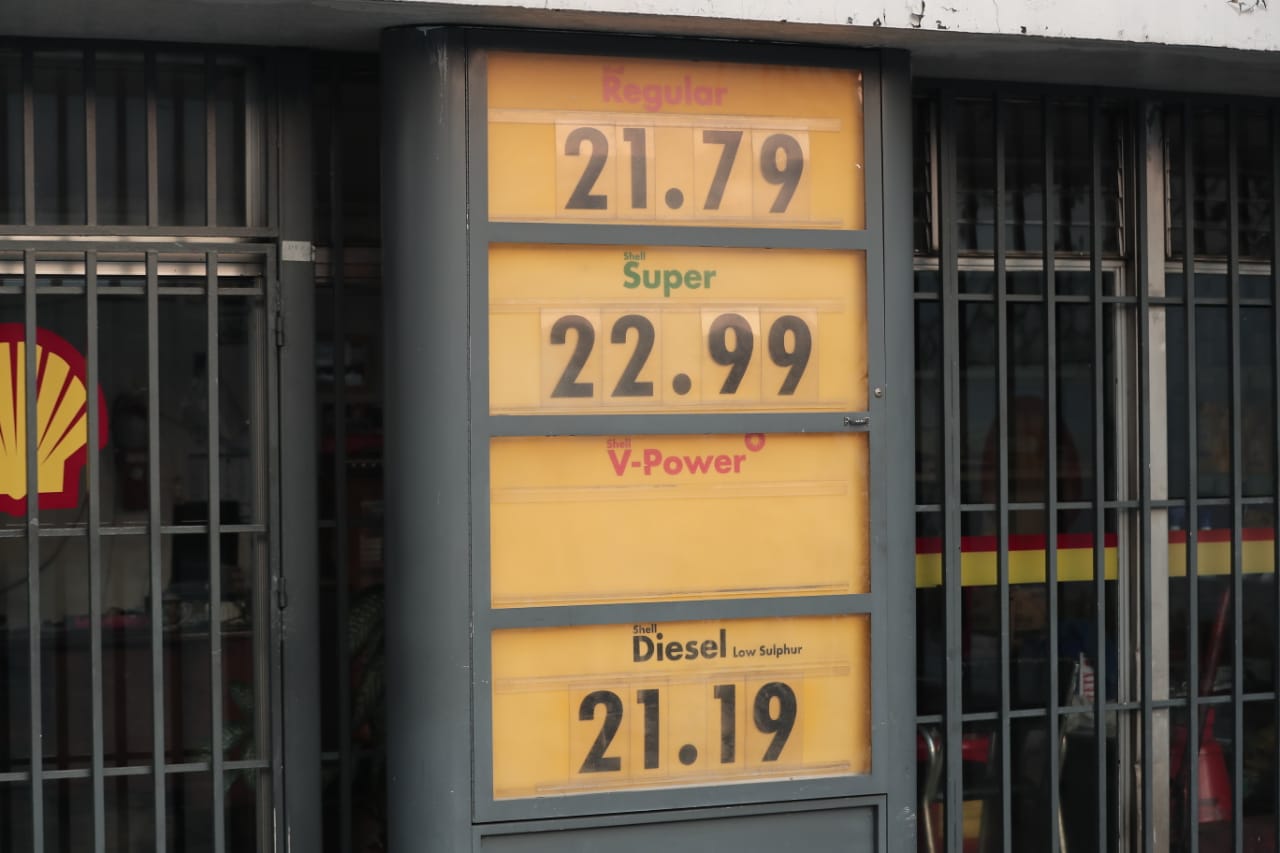 Regular
21.79
Shell
Super
22.99
Shell
V-Power
21.19
Shell
Diesel Low Sulphur